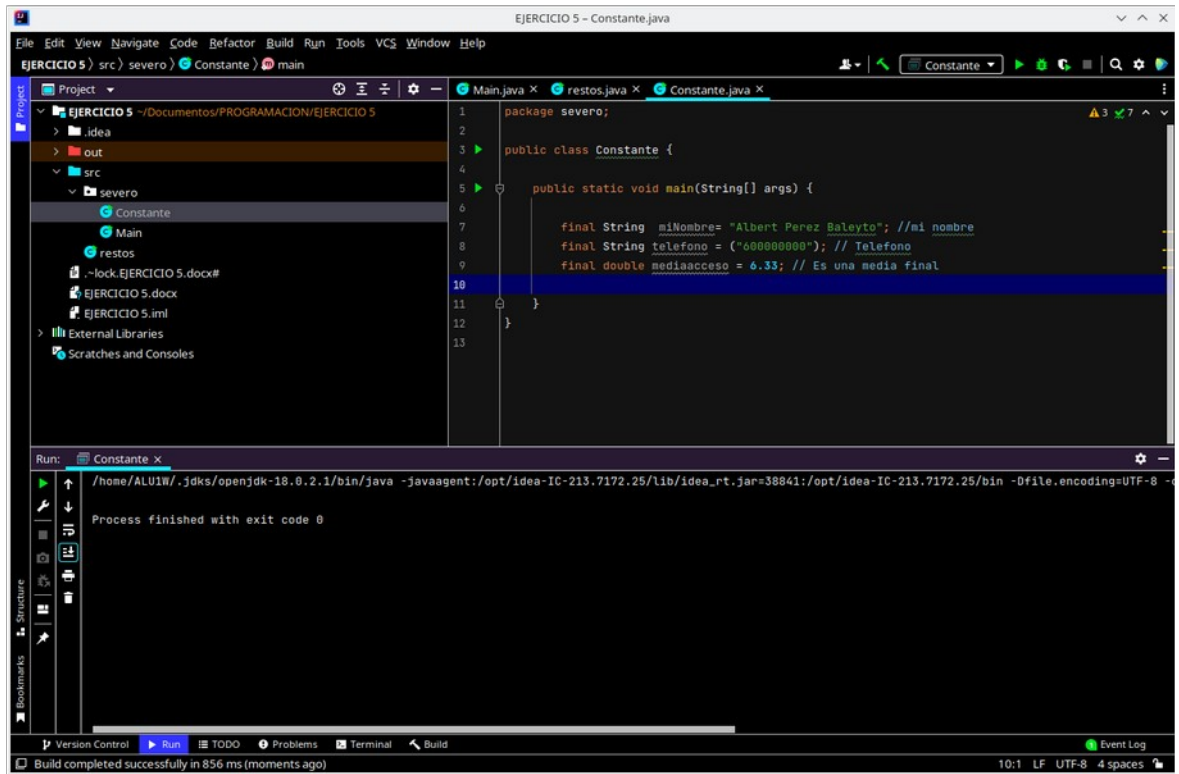 EJERCICIO 5 – Constante.java
File Edit View Navigate Code Refactor Build Run Tools VCS Window Help
EJERCICIO 5 〉 src 〉 severo 〉 Constante 〉 main
Constante
Project
Project
Main.java × restos.java × Constante.java ×
EJERCICIO 5 ~/Documentos/PROGRAMACION/EJERCICIO 5
.idea
out
src
severo
Constante
Main
restos
.~lock.EJERCICIO 5.docx#
EJERCICIO 5.docx
EJERCICIO 5.iml
External Libraries
Scratches and Consoles
3 7
1 package severo;
2
3 public class Constante {
4
5 public static void main(String[] args) {
6
7 final String  miNombre= "Albert Perez Baleyto"; //mi nombre
8 final String telefono = ("600000000"); // Telefono
9 final double mediaacceso = 6.33; // Es una media final
10
11 }
12 }
13
Run: Constante ×
/home/ALU1W/.jdks/openjdk-18.0.2.1/bin/java -javaagent:/opt/idea-IC-213.7172.25/lib/idea_rt.jar=38841:/opt/idea-IC-213.7172.25/bin -Dfile.encoding=UTF-8
Process finished with exit code 0
Structure
Bookmarks
Version Control Run TODO Problems Terminal Build
1 Event Log
Build completed successfully in 856 ms (moments ago)
10:1 LF UTF-8 4 spaces